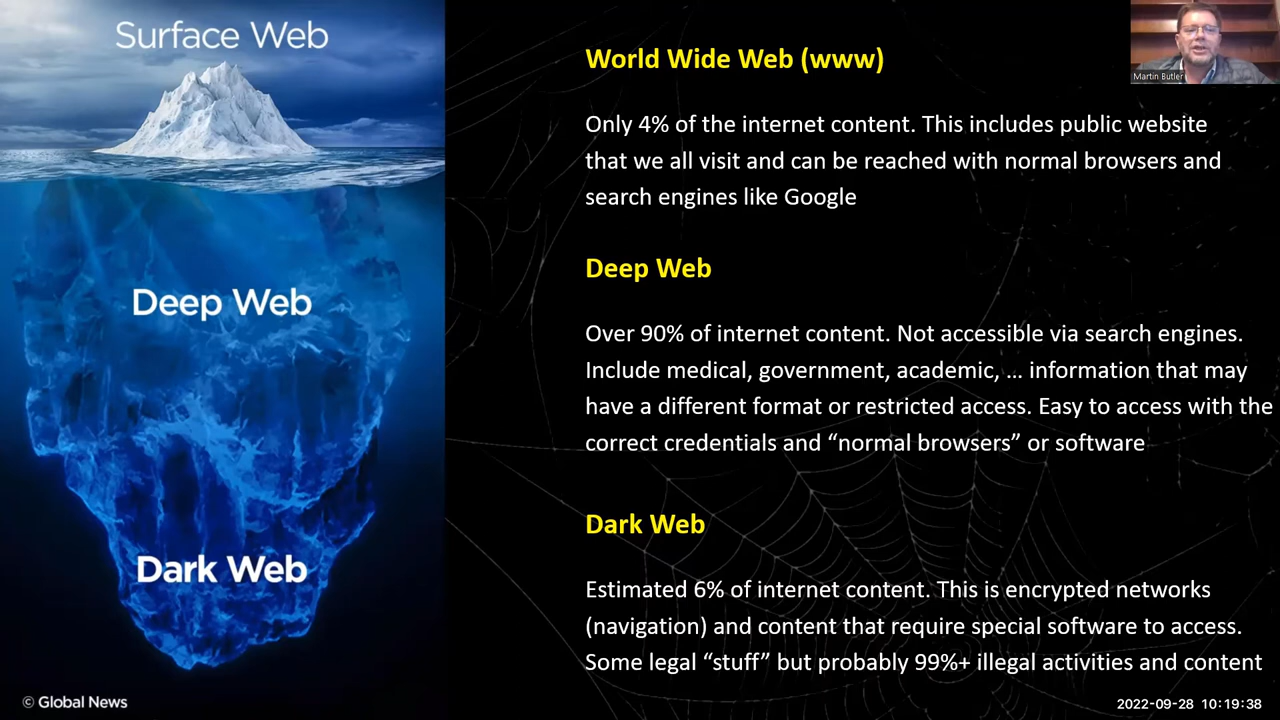 Surface Web
Deep Web
Dark Web
© Global News
World Wide Web (www)
Only 4% of the internet content. This includes public website
that we all visit and can be reached with normal browsers and
search engines like Google
Deep Web
Over 90% of internet content. Not accessible via search engines.
Include medical, government, academic, … information that may
have a different format or restricted access. Easy to access with the
correct credentials and “normal browsers” or software
Dark Web
Estimated 6% of internet content. This is encrypted networks
(navigation) and content that require special software to access.
Some legal “stuff” but probably 99%+ illegal activities and content
Martin Butler
2022-09-28 10:19:38